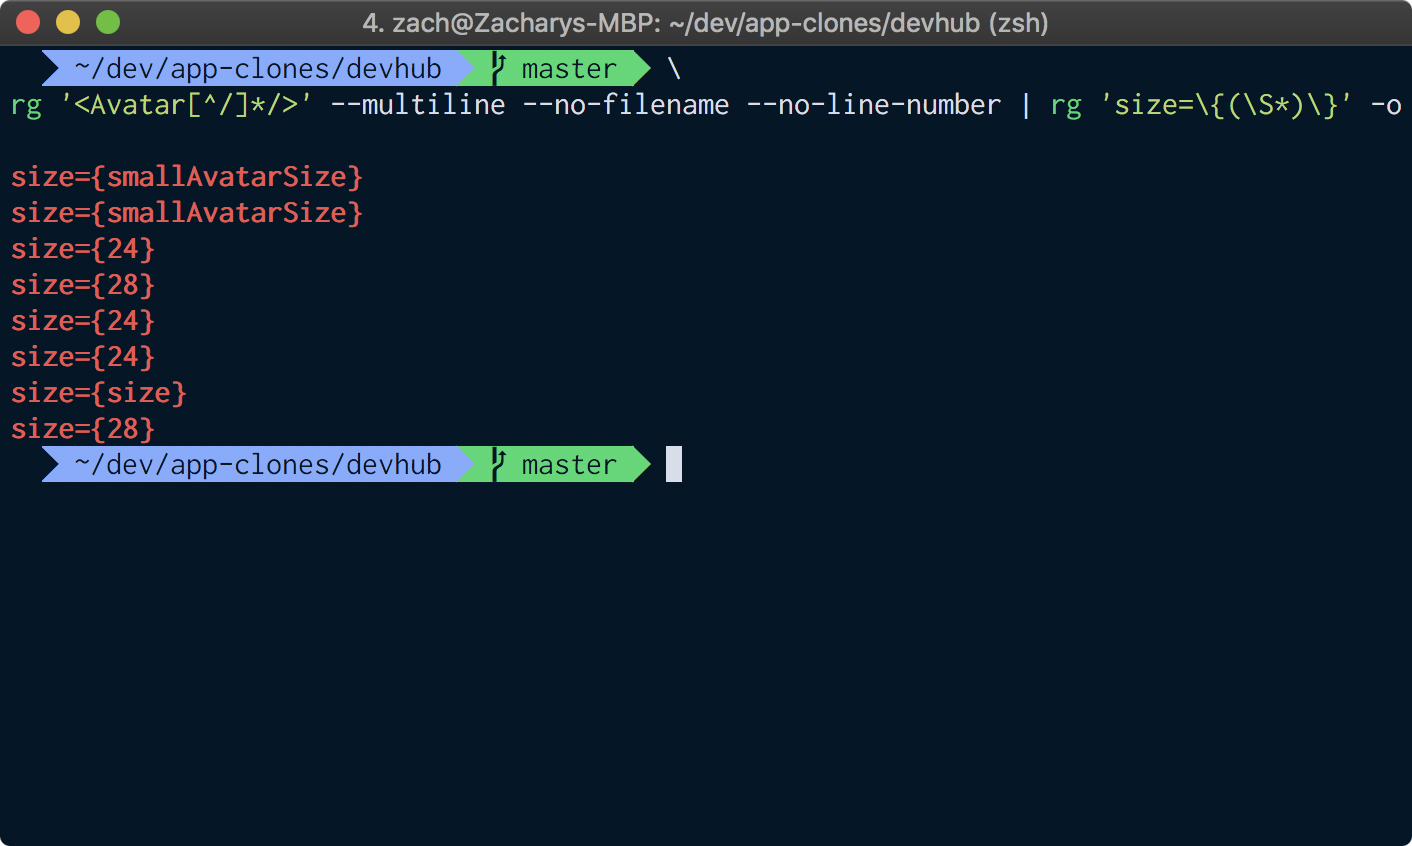 4. zach@Zacharys-MBP: ~/dev/app-clones/devhub (zsh)
~/dev/app-clones/devhub master \
rg '<Avatar[^/]*/>' --multiline --no-filename --no-line-number | rg 'size=\{(\S*)\}' -o
size={smallAvatarSize}
size={smallAvatarSize}
size={24}
size={28}
size={24}
size={24}
size={size}
size={28}
~/dev/app-clones/devhub master